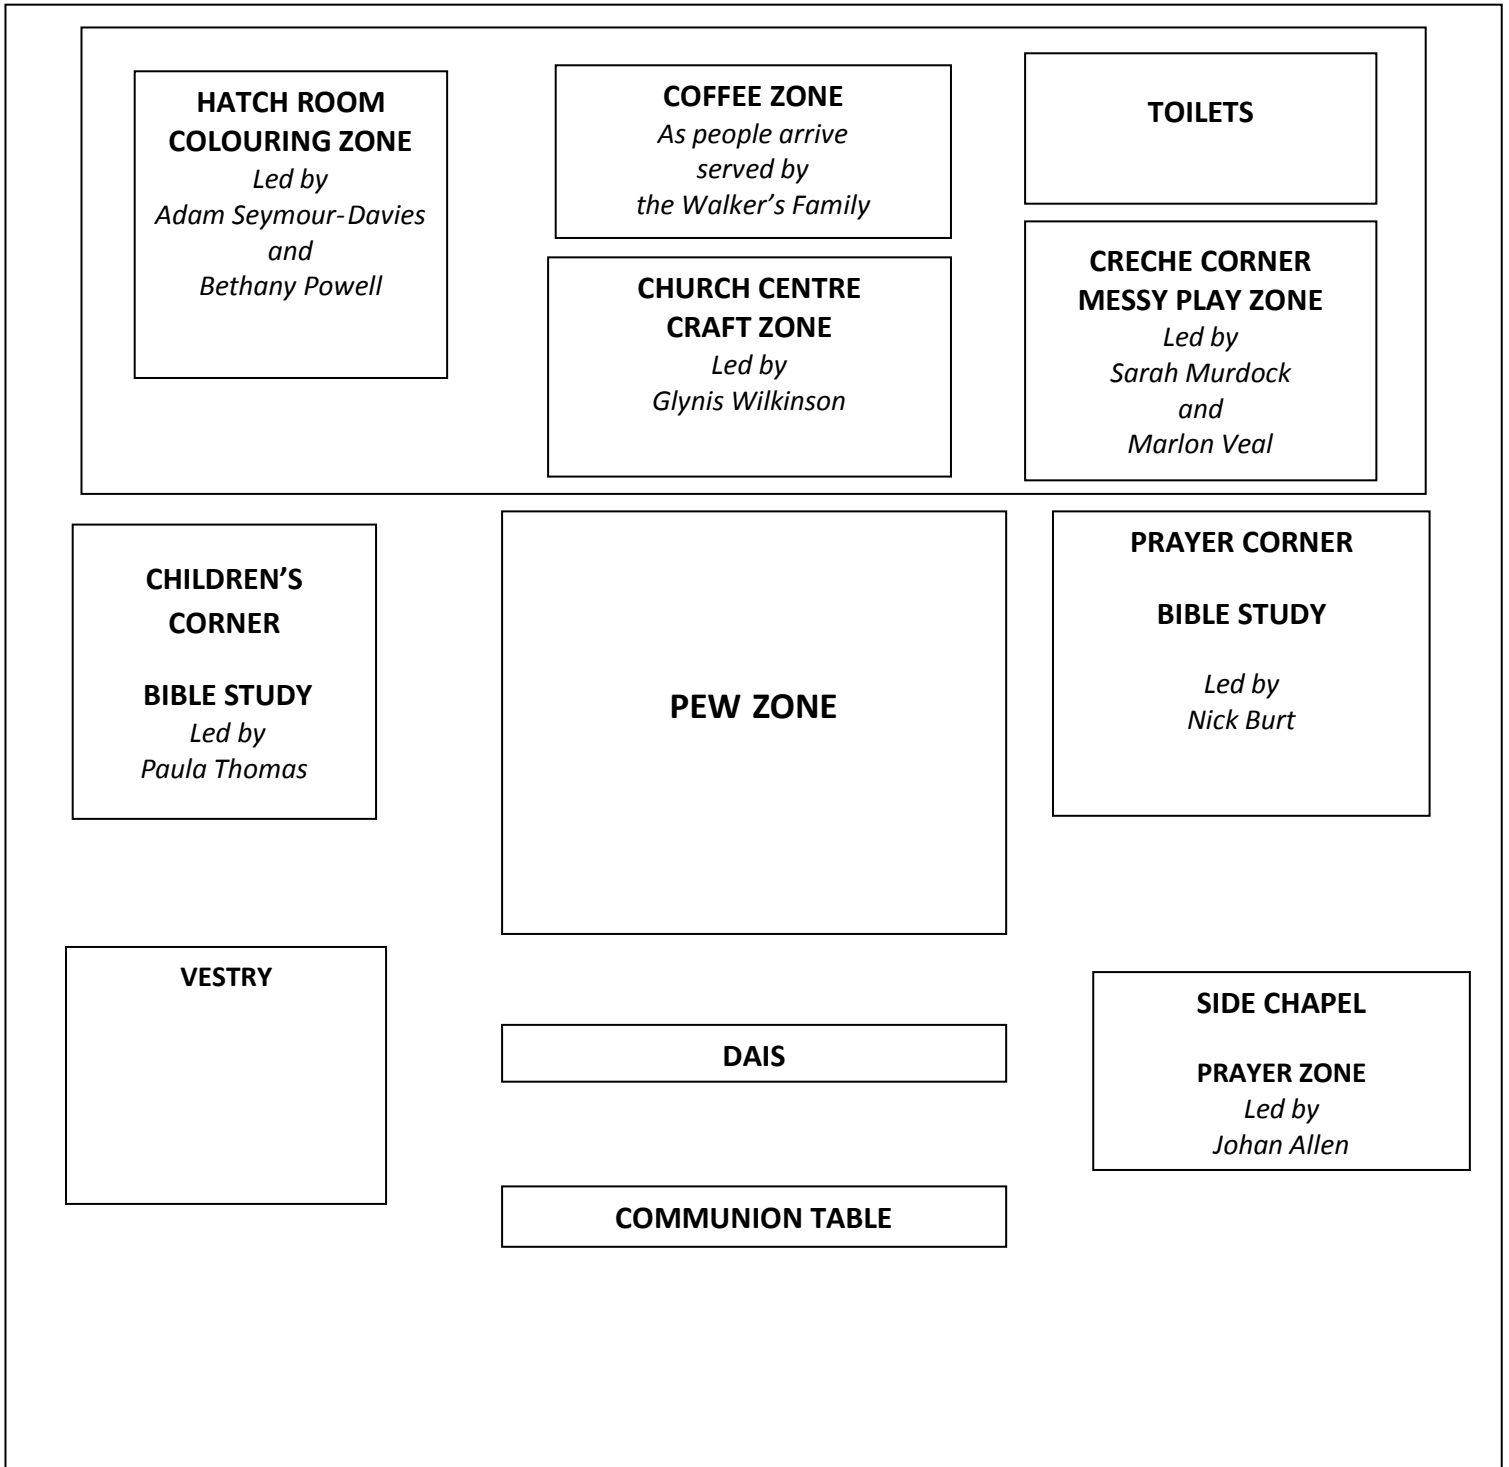 HATCH ROOM
COLOURING ZONE
Led by
Adam Seymour-Davies
and
Bethany Powell
COFFEE ZONE
As people arrive
served by
the Walker’s Family
TOILETS
CHURCH CENTRE
CRAFT ZONE
Led by
Glynis Wilkinson
CRECHE CORNER
MESSY PLAY ZONE
Led by
Sarah Murdock
and
Marlon Veal
CHILDREN’S
CORNER
BIBLE STUDY
Led by
Paula Thomas
PEW ZONE
PRAYER CORNER
BIBLE STUDY
Led by
Nick Burt
VESTRY
DAIS
SIDE CHAPEL
PRAYER ZONE
Led by
Johan Allen
COMMUNION TABLE